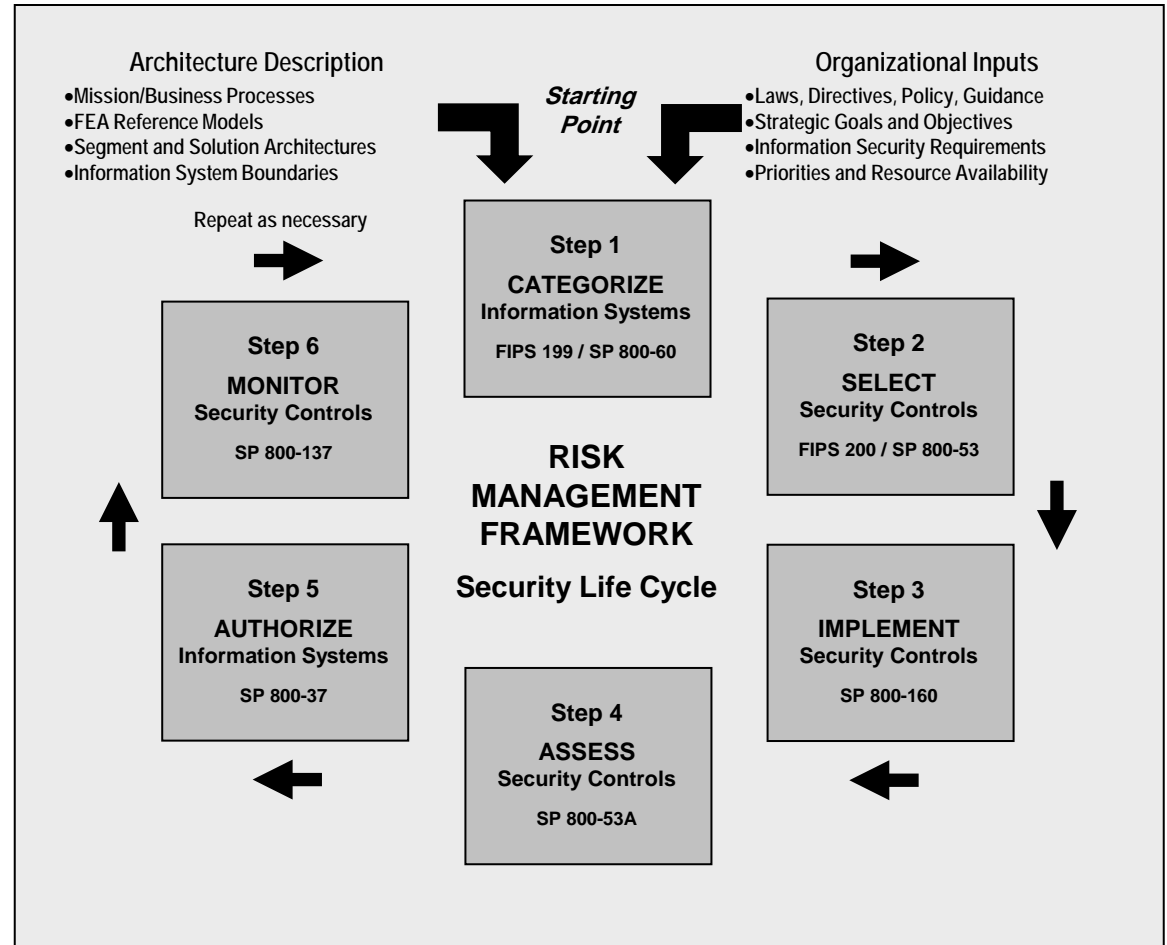 Architecture Description
•Mission/Business Processes
•FEA Reference Models
•Segment and Solution Architectures
•Information System Boundaries
Starting
Point
Organizational Inputs
•Laws, Directives, Policy, Guidance
•Strategic Goals and Objectives
•Information Security Requirements
•Priorities and Resource Availability
Repeat as necessary
Step 1
CATEGORIZE
Information Systems
FIPS 199 / SP 800-60
Step 2
SELECT
Security Controls
FIPS 200 / SP 800-53
Step 3
IMPLEMENT
Security Controls
SP 800-160
Step 4
ASSESS
Security Controls
SP 800-53A
Step 5
AUTHORIZE
Information Systems
SP 800-37
Step 6
MONITOR
Security Controls
SP 800-137
RISK
MANAGEMENT
FRAMEWORK
Security Life Cycle